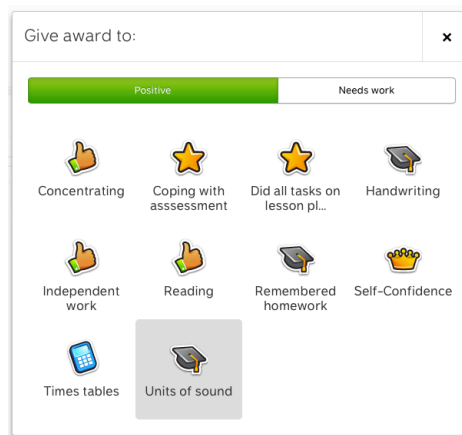 Give award to:
×
Positive
Needs work
Concentrating
Coping with
asssessment
Did all tasks on
lesson pl...
Handwriting
Independent
work
Reading
Remembered
homework
Self-Confidence
Times tables
Units of sound